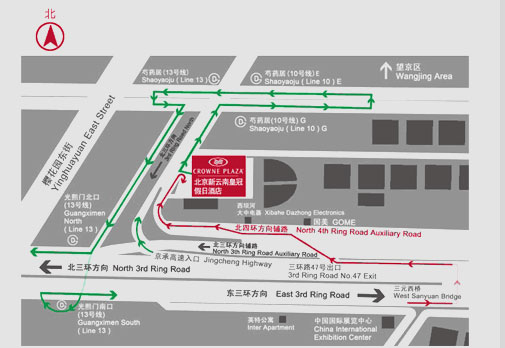 北
芍药居 (13号线)
Shaoyaoju ( Line 13 )
芍药居 (10号线) E
Shaoyaoju ( Line 10 ) E
望京区
Wangjing Area
芍药居 (10号线) G
Shaoyaoju ( Line 10 ) G
樱花园东街
Yinghuayuan East Street
3rd Ring Road North
CROWNE PLAZA
北京新云南皇冠
假日酒店
光熙门北口
(13号线)
Guangximen
North
( Line 13 )
西坝河
大中电器 Xibahe Dazhong Electronics
国美 GOME
北四环方向辅路 North 4th Ring Road Auxiliary Road
北三环方向辅路
North 3th Ring Road Auxiliary Road
京承高速入口 Jingcheng Highway
三环路47号出口
3rd Ring Road No.47 Exit
北三环方向 North 3rd Ring Road
东三环方向 East 3rd Ring Road
三元西桥
West Sanyuan Bridge
光熙门南口
(13号线)
Guangximen South
( Line 13 )
英特公寓
Inter Apartment
中国国际展览中心
China International
Exhibition Center